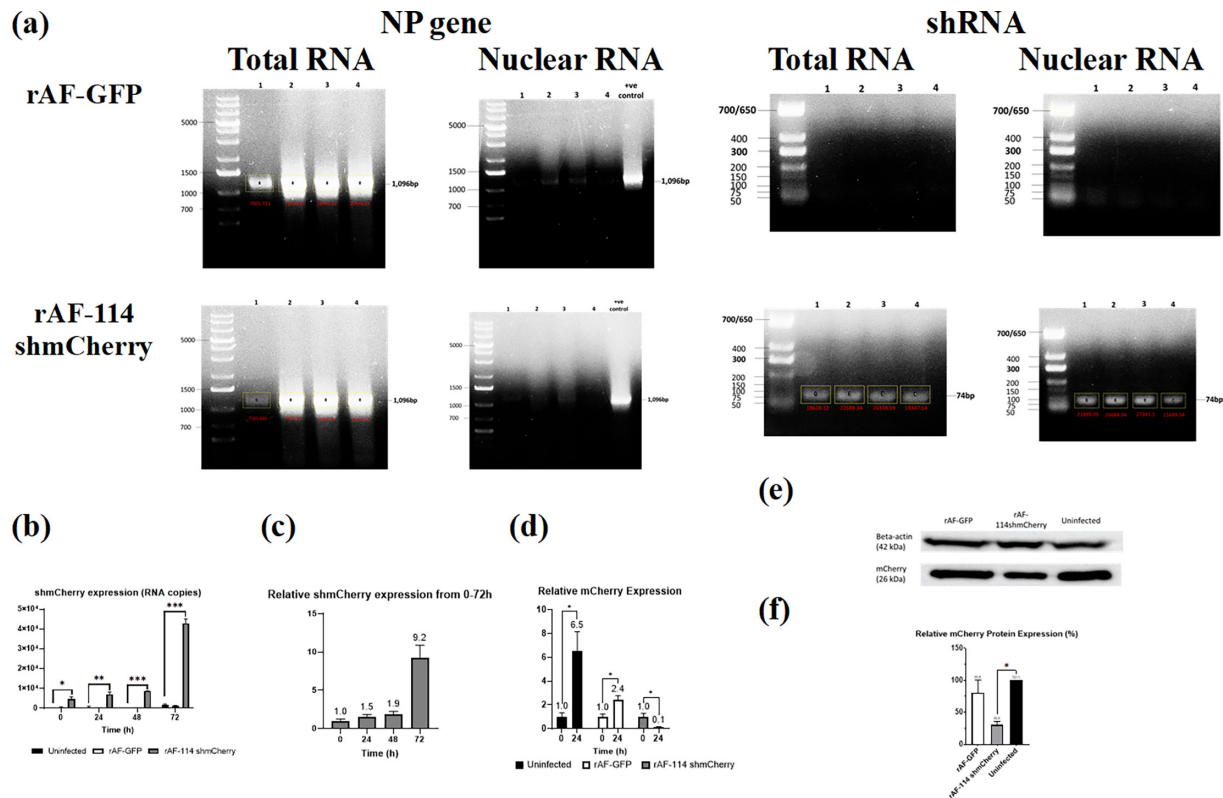 (a)
NP gene
shRNA
Total RNA
Nuclear RNA
Total RNA
Nuclear RNA
rAF-GFP
1 2 3 4
5000
1500
1000
700
1,096bp
1 2 3 4 +ve control
5000
1500
1000
700
1,096bp
1 2 3 4
700/650
400
300
200
150
100
75
50
1 2 3 4
700/650
400
300
200
150
100
75
50
rAF-114
shmCherry
1 2 3 4
5000
1500
1000
700
1,096bp
1 2 3 4 +ve control
5000
1500
1000
700
1,096bp
1 2 3 4
700/650
400
300
200
150
100
75
50
74bp
1 2 3 4
700/650
400
300
200
150
100
75
50
74bp
(b)
shmCherry expression (RNA copies)
5×10⁴
4×10⁴
3×10⁴
2×10⁴
1×10⁴
0
* ** *** ***
0 24 48 72
Time (h)
Uninfected rAF-GFP rAF-114 shmCherry
(c)
Relative shmCherry expression from 0-72h
15
10
5
0
1.0 1.5 1.9 9.2
0 24 48 72
Time (h)
(d)
Relative mCherry Expression
10
8
6
4
2
0
* * *
1.0 6.5 1.0 2.4 1.0 0.1
0 24 0 24 0 24
Time (h)
Uninfected rAF-GFP rAF-114 shmCherry
(e)
rAF-GFP rAF-114shmCherry Uninfected
Beta-actin
(42 kDa)
mCherry
(26 kDa)
(f)
Relative mCherry Protein Expression (%)
100
75
50
25
0
*
rAF-GFP
rAF-114 shmCherry
Uninfected